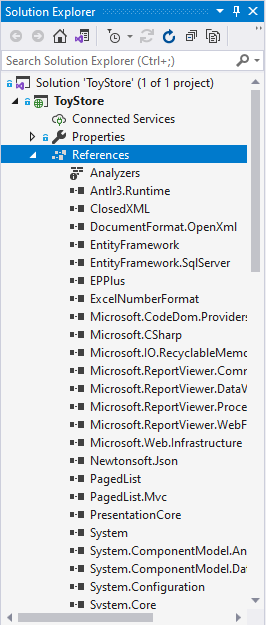 Solution Explorer
Search Solution Explorer (Ctrl+;)
Solution 'ToyStore' (1 of 1 project)
ToyStore
Connected Services
Properties
References
Analyzers
Antlr3.Runtime
ClosedXML
DocumentFormat.OpenXml
EntityFramework
EntityFramework.SqlServer
EPPlus
ExcelNumberFormat
Microsoft.CodeDom.Providers
Microsoft.CSharp
Microsoft.IO.RecyclableMemo
Microsoft.ReportViewer.Comm
Microsoft.ReportViewer.DataV
Microsoft.ReportViewer.Proce
Microsoft.ReportViewer.WebF
Microsoft.Web.Infrastructure
Newtonsoft.Json
PagedList
PagedList.Mvc
PresentationCore
System
System.ComponentModel.An
System.ComponentModel.Da
System.Configuration
System.Core